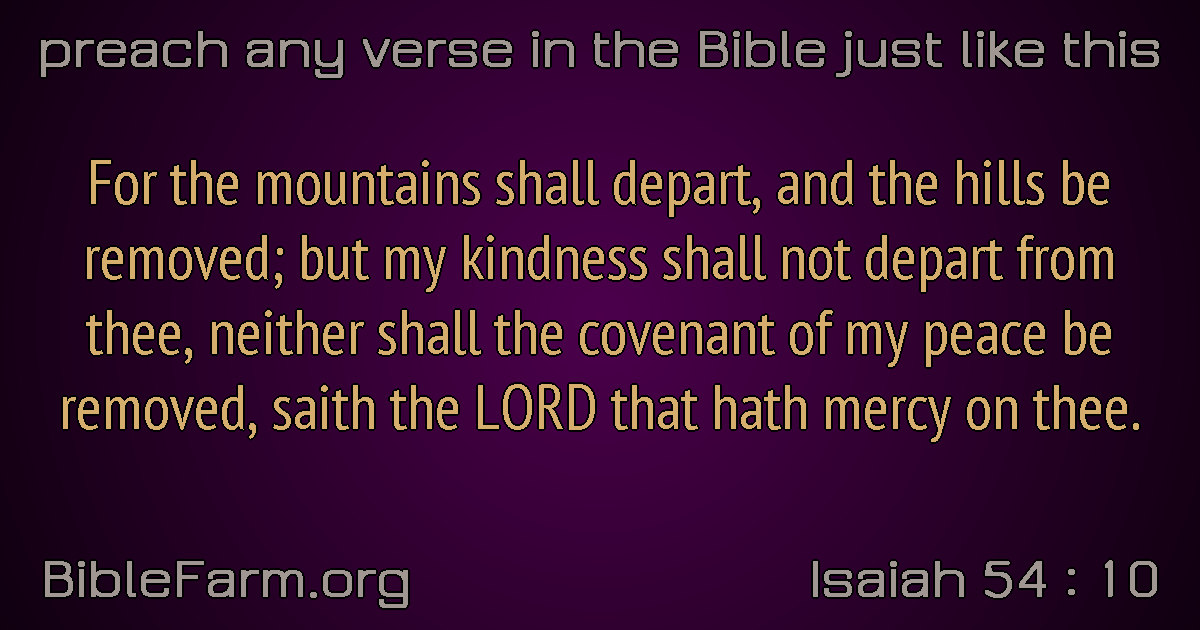 preach any verse in the Bible just like this
For the mountains shall depart, and the hills be
removed; but my kindness shall not depart from
thee, neither shall the covenant of my peace be
removed, saith the LORD that hath mercy on thee.
BibleFarm.org
Isaiah 54 : 10